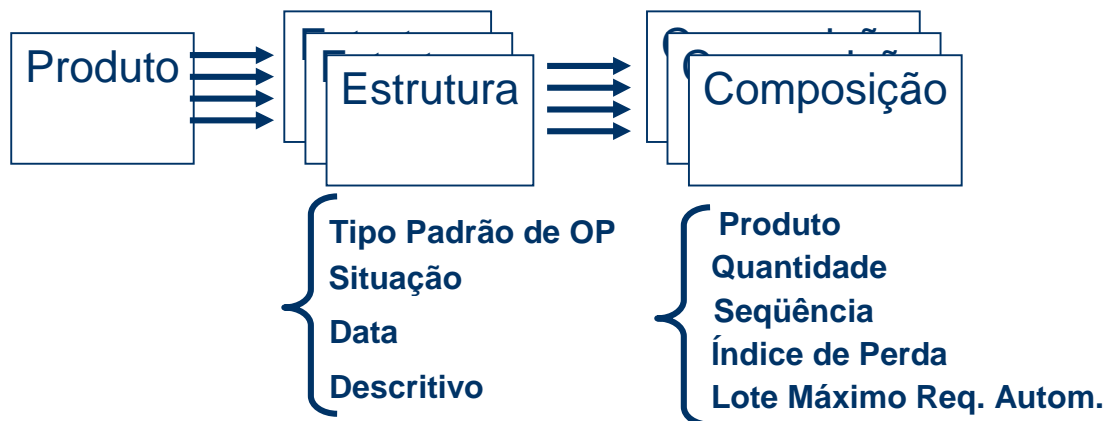 Produto
Estrutura
Composição
Tipo Padrão de OP
Situação
Data
Descritivo
Produto
Quantidade
Seqüência
Índice de Perda
Lote Máximo Req. Autom.